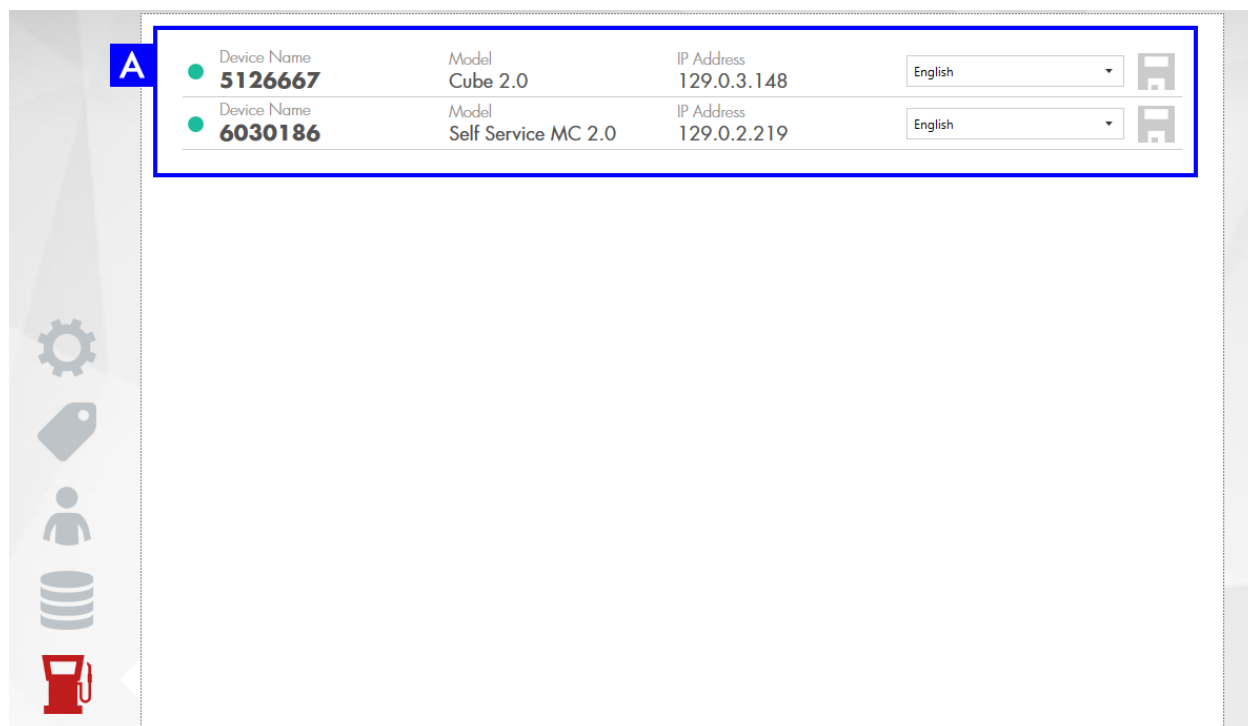 A
Device Name Model IP Address
5126667 Cube 2.0 129.0.3.148 English
Device Name Model IP Address
6030186 Self Service MC 2.0 129.0.2.219 English